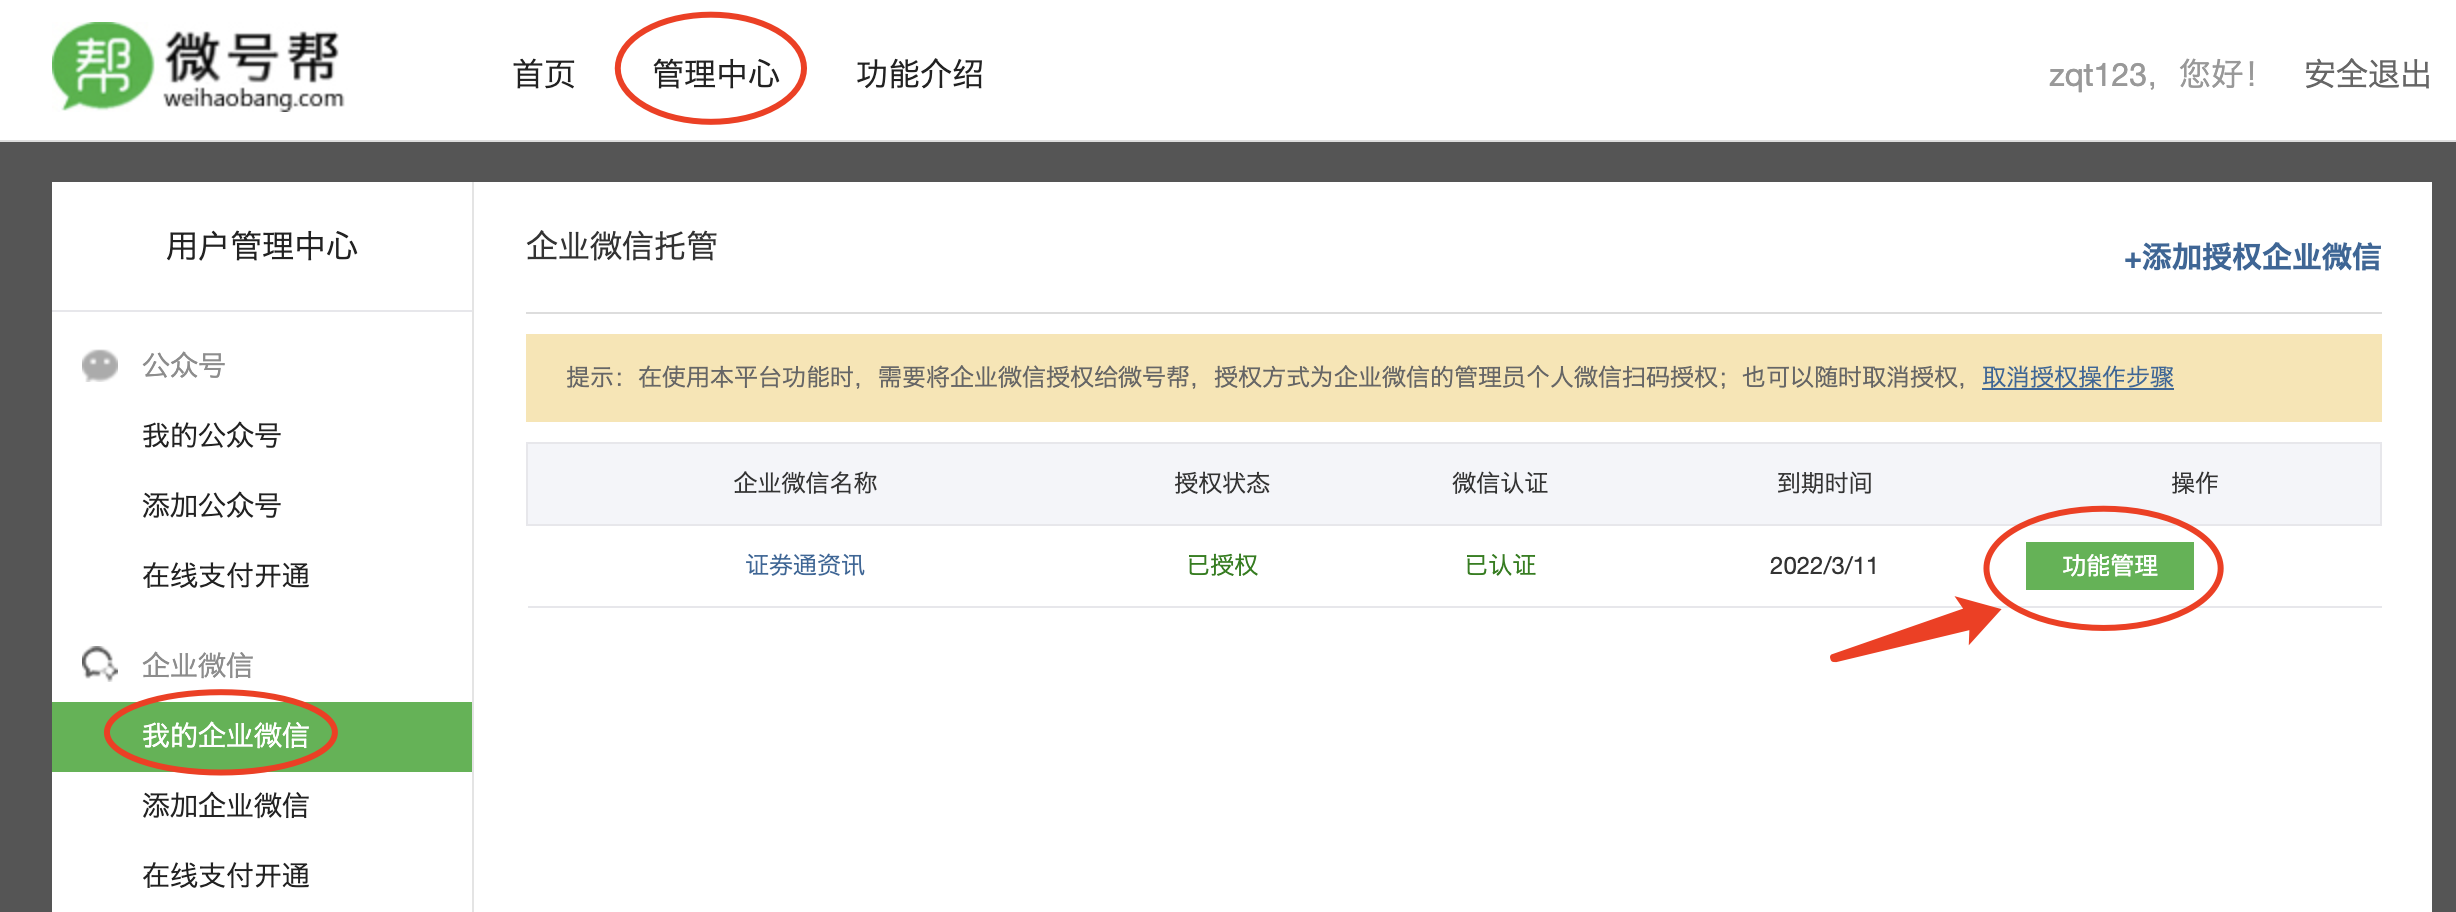 帮 微号帮
weihaobang.com
首页 管理中心 功能介绍
zqt123，您好！ 安全退出
用户管理中心
公众号
我的公众号
添加公众号
在线支付开通
企业微信
我的企业微信
添加企业微信
在线支付开通
企业微信托管
+添加授权企业微信
提示：在使用本平台功能时，需要将企业微信授权给微号帮，授权方式为企业微信的管理员个人微信扫码授权；也可以随时取消授权，取消授权操作步骤
企业微信名称 授权状态 微信认证 到期时间 操作
证券通资讯 已授权 已认证 2022/3/11 功能管理